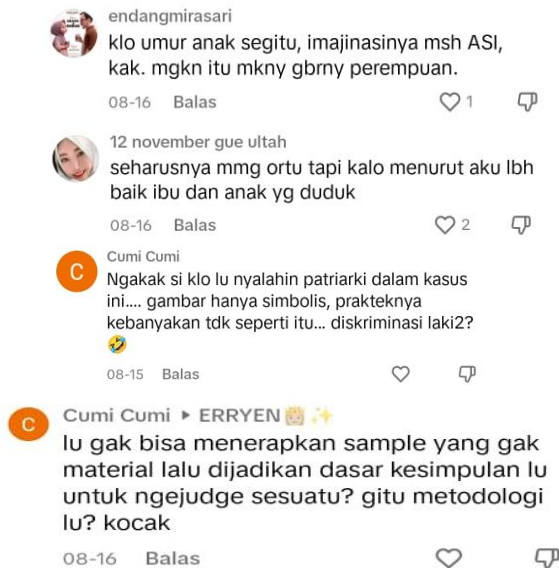 endangmirasari
klo umur anak segitu, imajinasinya msh ASI,
kak. mgkn itu mkny gbrny perempuan.
08-16 Balas 1
12 november gue ultah
seharusnya mmg ortu tapi kalo menurut aku lbh
baik ibu dan anak yg duduk
08-16 Balas 2
C
Cumi Cumi
Ngakak si klo lu nyalahin patriarki dalam kasus
ini.... gambar hanya simbolis, prakteknya
kebanyakan tdk seperti itu... diskriminasi laki2?
🤣
08-15 Balas
C
Cumi Cumi ▸ ERRYEN 🤴✨
lu gak bisa menerapkan sample yang gak
material lalu dijadikan dasar kesimpulan lu
untuk ngejudge sesuatu? gitu metodologi
lu? kocak
08-16 Balas